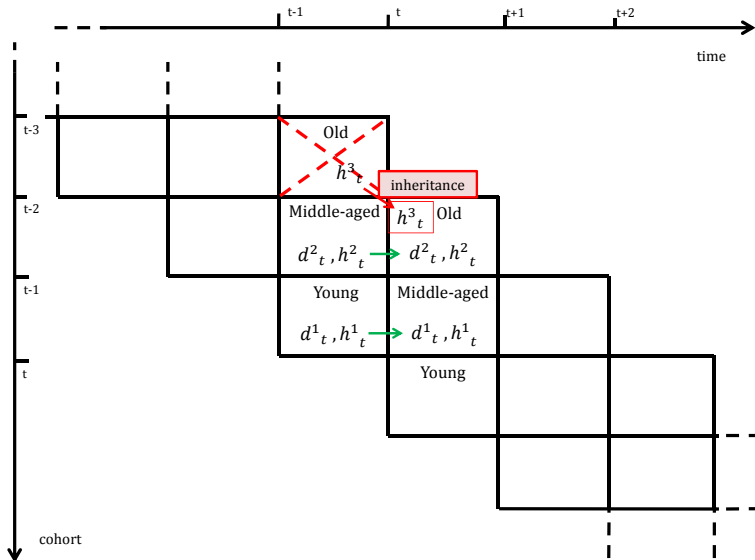 t-1 t t+1 t+2
time
t-3
Old
h³ₜ
inheritance
t-2
Middle-aged h³ₜ Old
d²ₜ , h²ₜ d²ₜ , h²ₜ
t-1
Young Middle-aged
d¹ₜ , h¹ₜ d¹ₜ , h¹ₜ
t
Young
cohort